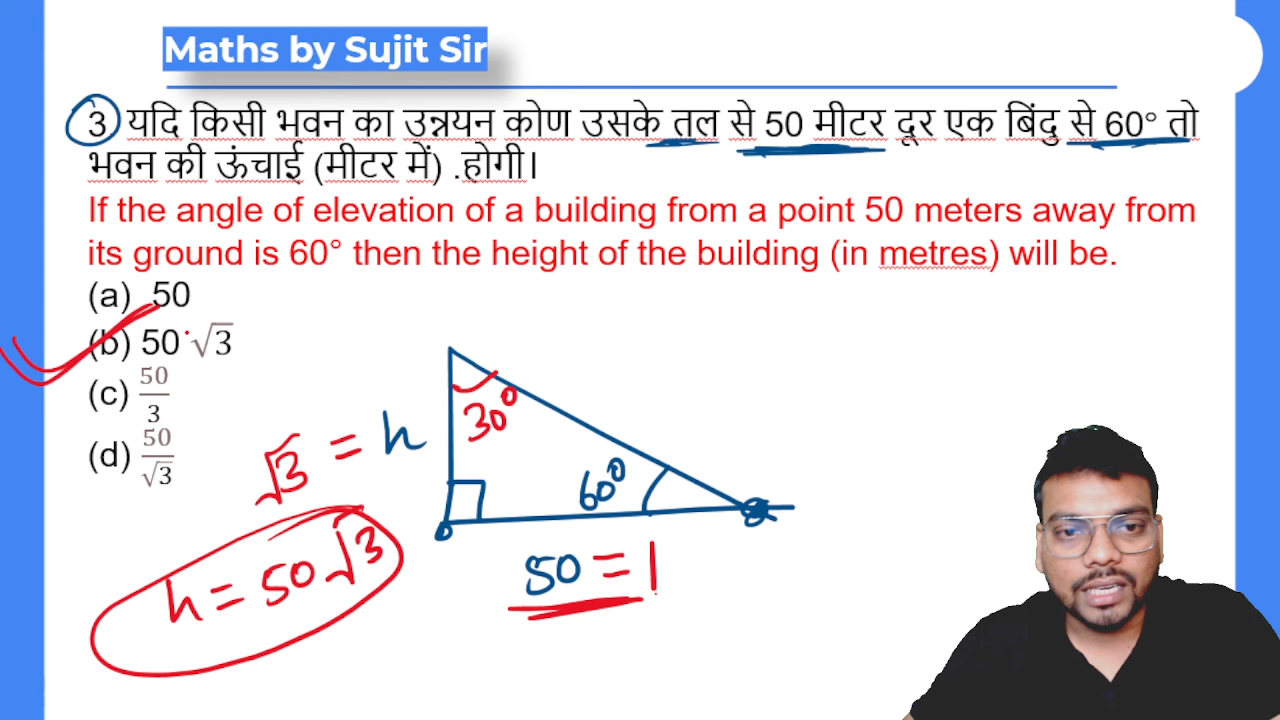 Maths by Sujit Sir
3 यदि किसी भवन का उन्नयन कोण उसके तल से 50 मीटर दूर एक बिंदु से 60° तो
भवन की ऊंचाई (मीटर में) .होगी।
If the angle of elevation of a building from a point 50 meters away from
its ground is 60° then the height of the building (in metres) will be.
(a) 50
(b) 50 √3
(c) 50/3
(d) 50/√3
30°
√3 = h
60°
50 = 1
h = 50√3